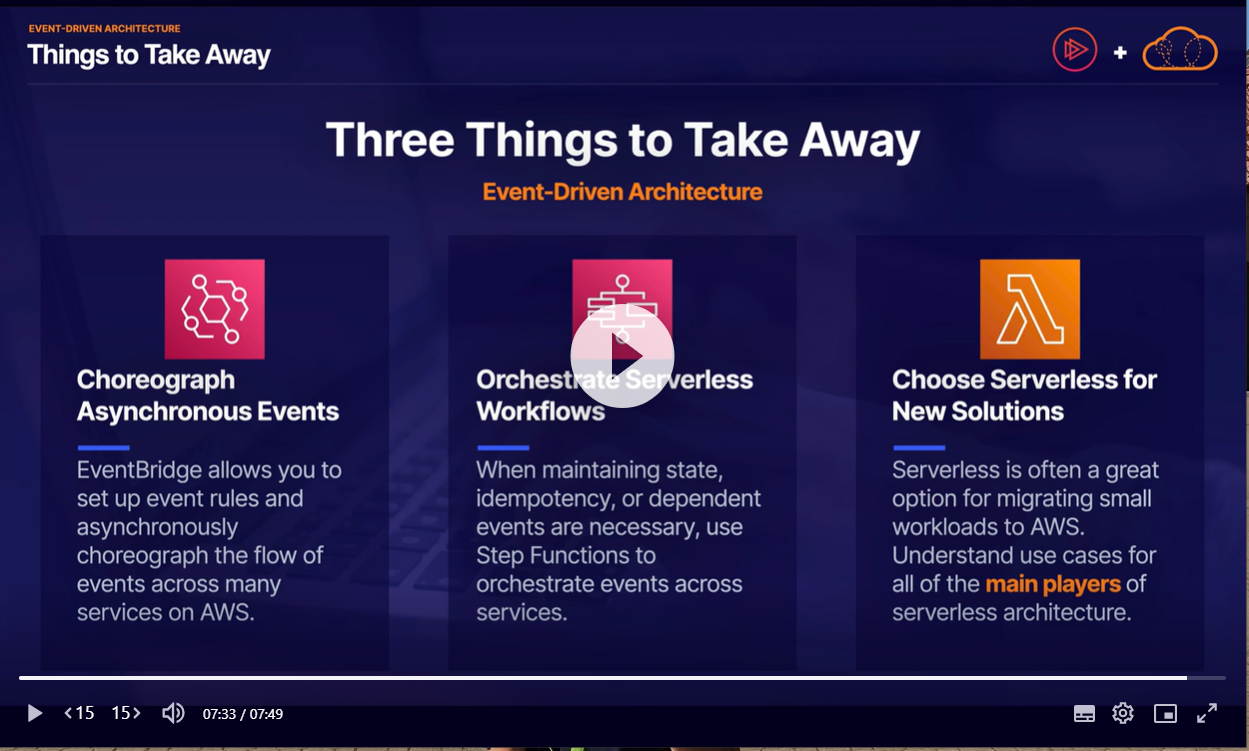 EVENT-DRIVEN ARCHITECTURE
Things to Take Away
+
Three Things to Take Away
Event-Driven Architecture
Choreograph
Asynchronous Events
EventBridge allows you to
set up event rules and
asynchronously
choreograph the flow of
events across many
services on AWS.
Orchestrate Serverless
Workflows
When maintaining state,
idempotency, or dependent
events are necessary, use
Step Functions to
orchestrate events across
services.
Choose Serverless for
New Solutions
Serverless is often a great
option for migrating small
workloads to AWS.
Understand use cases for
all of the main players of
serverless architecture.
<15 15> 07:33 / 07:49